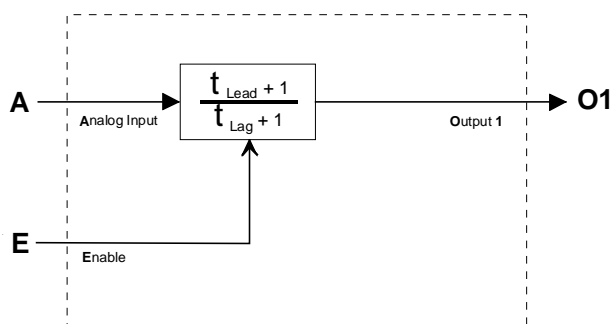 t Lead + 1
A
O1
t Lag + 1
Analog Input
Output 1
E
Enable